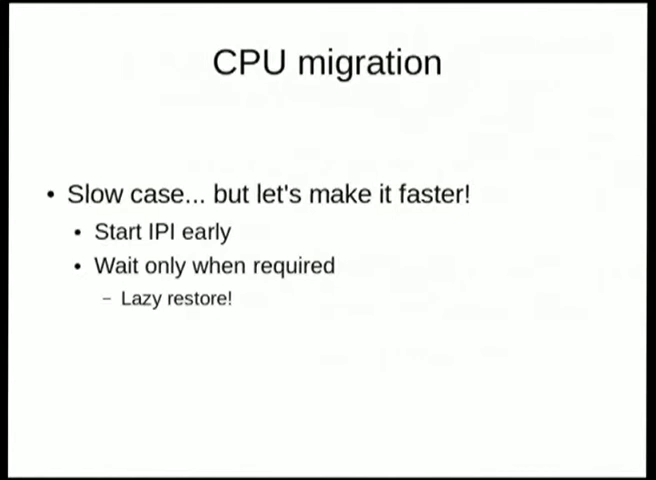 CPU migration
• Slow case... but let's make it faster!
• Start IPI early
• Wait only when required
– Lazy restore!